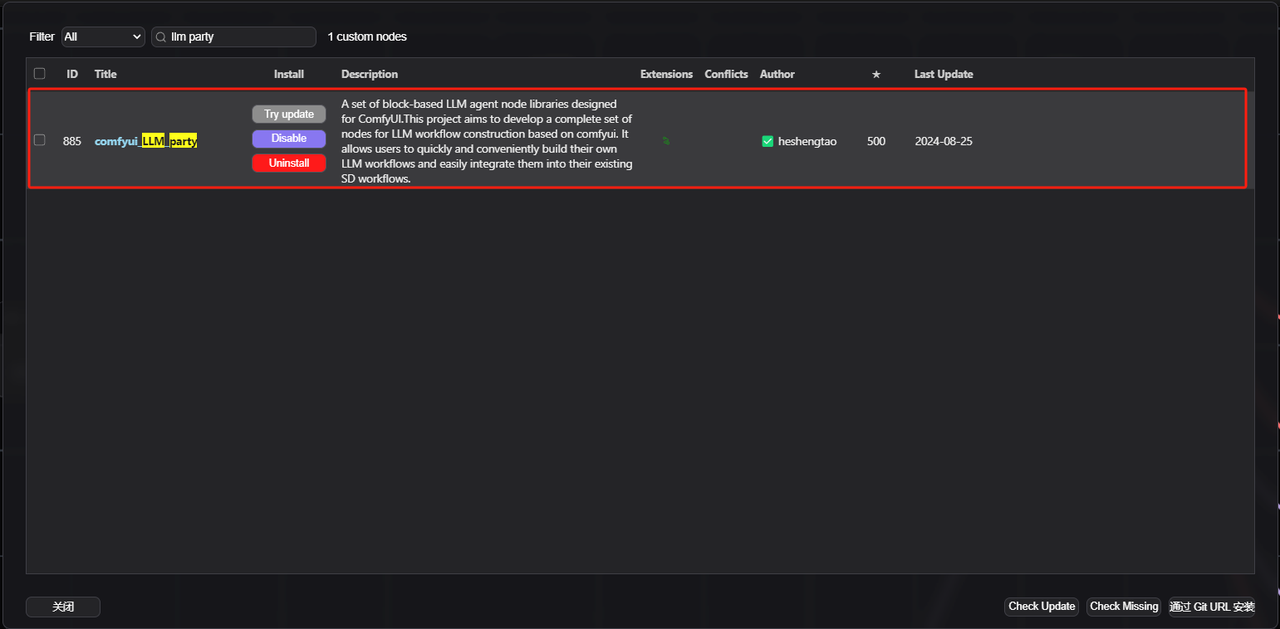 Filter All llm party 1 custom nodes
ID Title Install Description Extensions Conflicts Author ★ Last Update
885 comfyui_LLM_party
Try update
Disable
Uninstall
A set of block-based LLM agent node libraries designed
for ComfyUI.This project aims to develop a complete set of
nodes for LLM workflow construction based on comfyui. It
allows users to quickly and conveniently build their own
LLM workflows and easily integrate them into their existing
SD workflows.
heshengtao 500 2024-08-25
关闭 Check Update Check Missing 通过 Git URL 安装